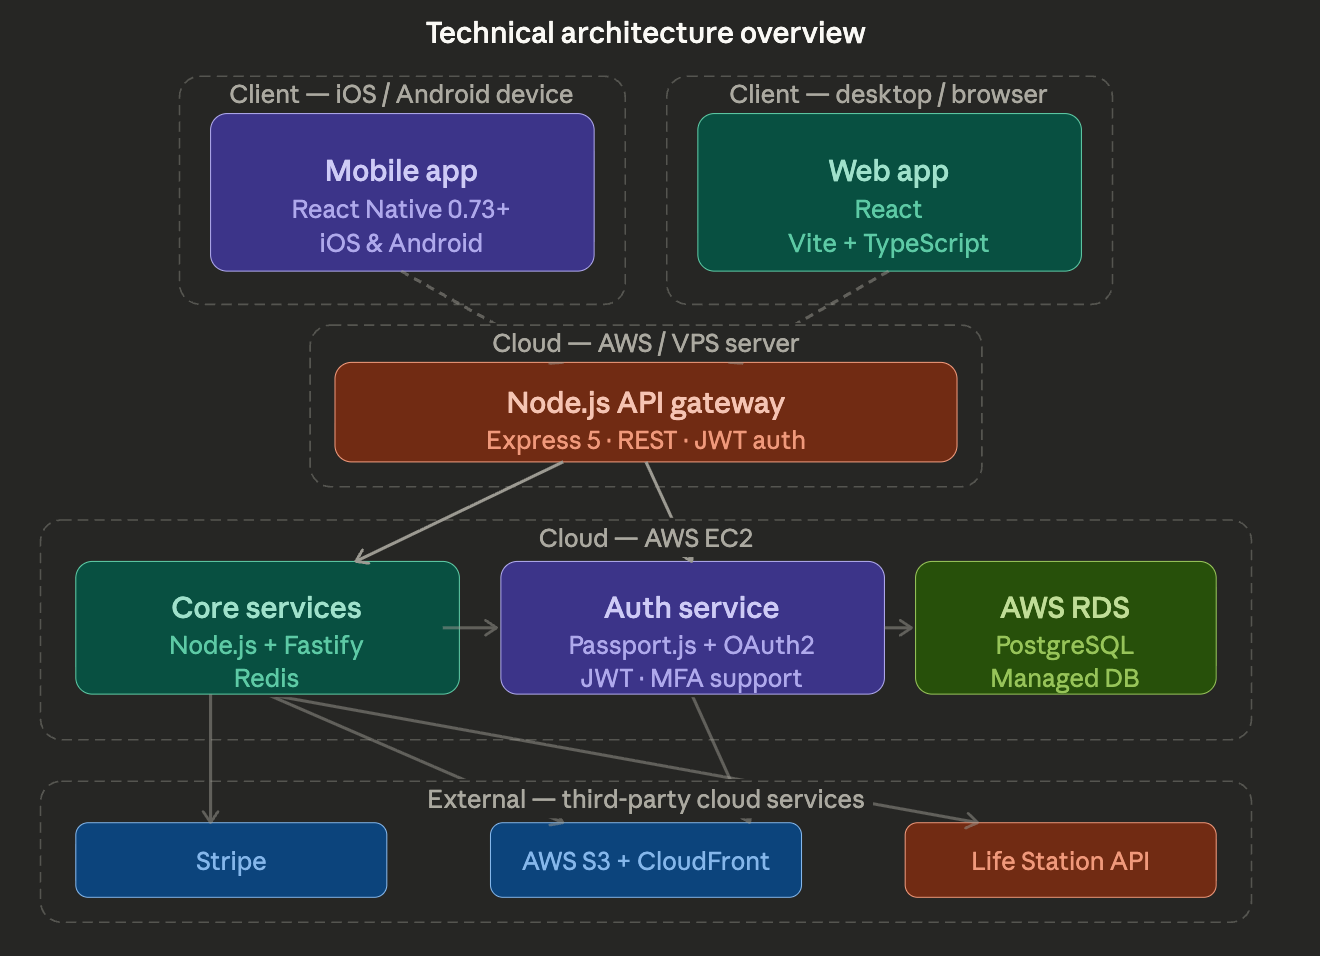 Technical architecture overview
Client — iOS / Android device
Client — desktop / browser
Mobile app
React Native 0.73+
iOS & Android
Web app
React
Vite + TypeScript
Cloud — AWS / VPS server
Node.js API gateway
Express 5 · REST · JWT auth
Cloud — AWS EC2
Core services
Node.js + Fastify
Redis
Auth service
Passport.js + OAuth2
JWT · MFA support
AWS RDS
PostgreSQL
Managed DB
External — third-party cloud services
Stripe
AWS S3 + CloudFront
Life Station API